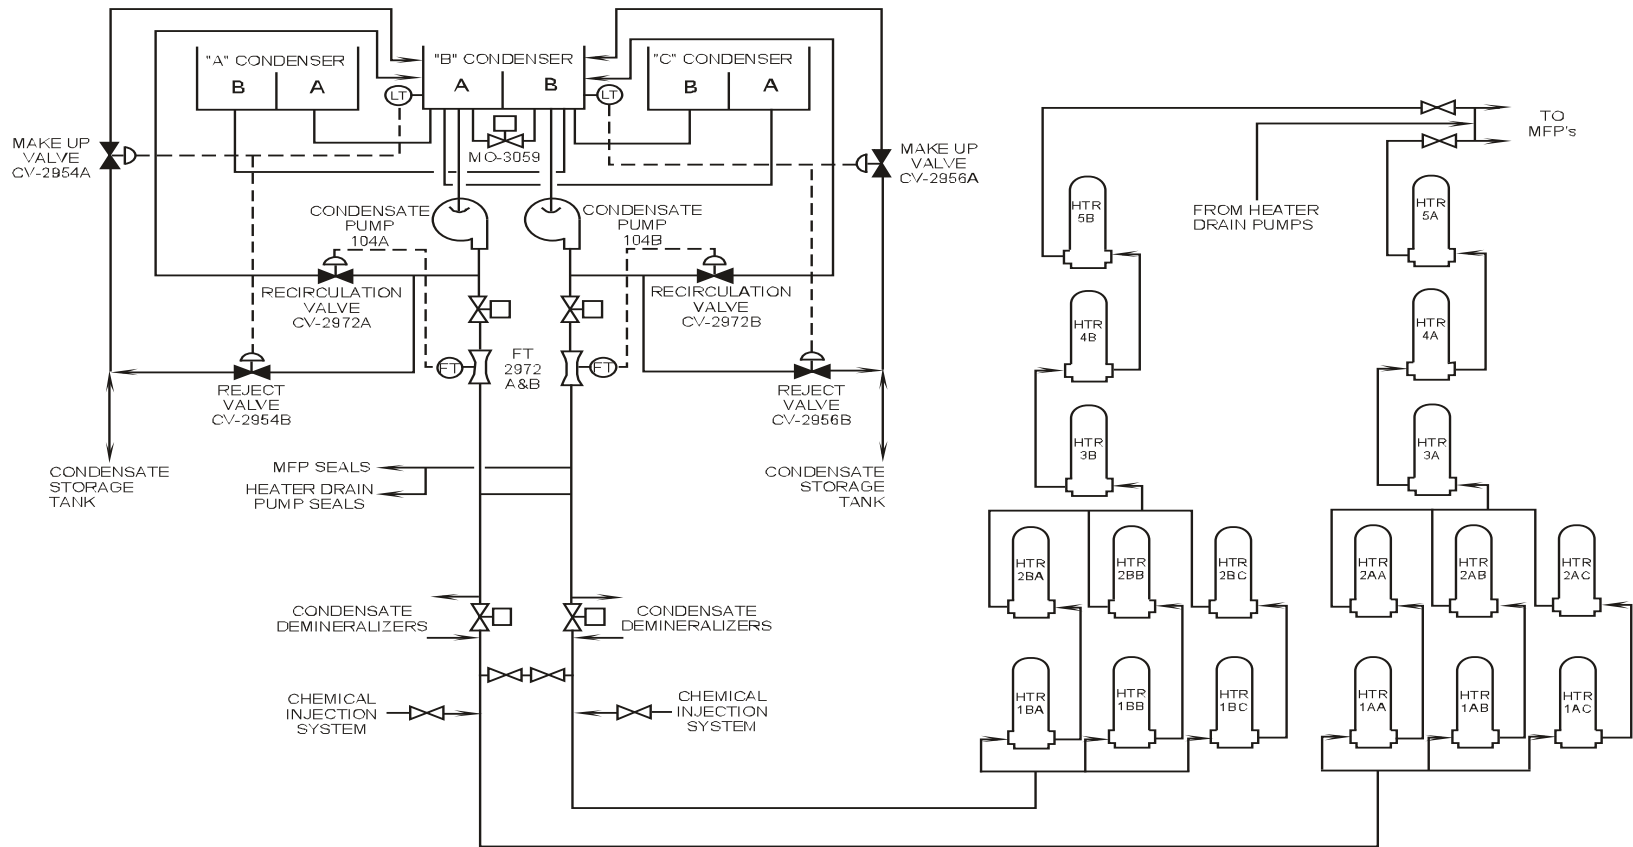 "A" CONDENSER
B A
"B" CONDENSER
A B
"C" CONDENSER
B A
LT
LT
MO-3059
MAKE UP
VALVE
CV-2954A
MAKE UP
VALVE
CV-2956A
CONDENSATE
PUMP
104A
CONDENSATE
PUMP
104B
RECIRCULATION
VALVE
CV-2972A
RECIRCULATION
VALVE
CV-2972B
FT
FT
2972
A&B
FT
REJECT
VALVE
CV-2954B
REJECT
VALVE
CV-2956B
CONDENSATE
STORAGE
TANK
CONDENSATE
STORAGE
TANK
MFP SEALS
HEATER DRAIN
PUMP SEALS
CONDENSATE
DEMINERALIZERS
CONDENSATE
DEMINERALIZERS
CHEMICAL
INJECTION
SYSTEM
CHEMICAL
INJECTION
SYSTEM
TO
MFP's
FROM HEATER
DRAIN PUMPS
HTR
5B
HTR
5A
HTR
4B
HTR
4A
HTR
3B
HTR
3A
HTR
2BA
HTR
2BB
HTR
2BC
HTR
2AA
HTR
2AB
HTR
2AC
HTR
1BA
HTR
1BB
HTR
1BC
HTR
1AA
HTR
1AB
HTR
1AC